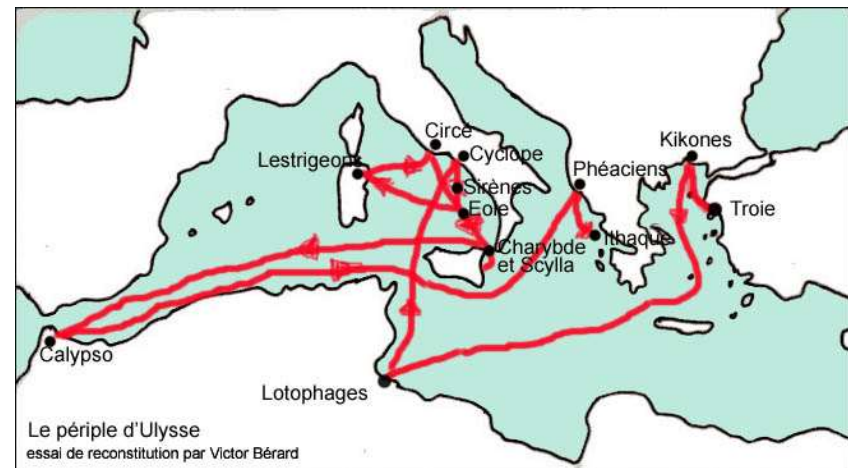 Circé
Cyclope
Kikones
Lestrigeons
Sirènes
Phéaciens
Eole
Troie
Ithaque
Charybde
et Scylla
Calypso
Lotophages
Le périple d'Ulysse
essai de reconstitution par Victor Bérard